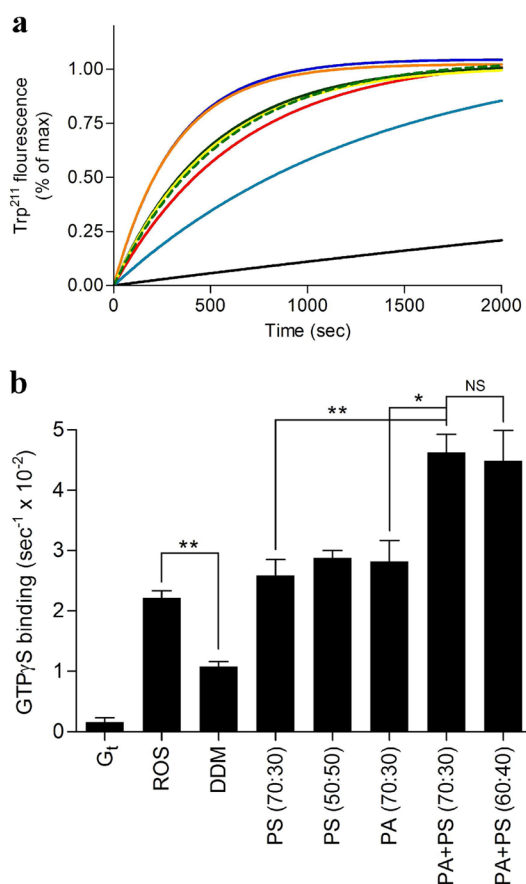 a
Trp²¹¹ flourescence
(% of max)
1.00
0.75
0.50
0.25
0.00
0
500
1000
1500
2000
Time (sec)
b
GTPγS binding (sec⁻¹ x 10⁻²)
5
4
3
2
1
0
**
**
*
NS
Gₜ
ROS
DDM
PS (70:30)
PS (50:50)
PA (70:30)
PA+PS (70:30)
PA+PS (60:40)